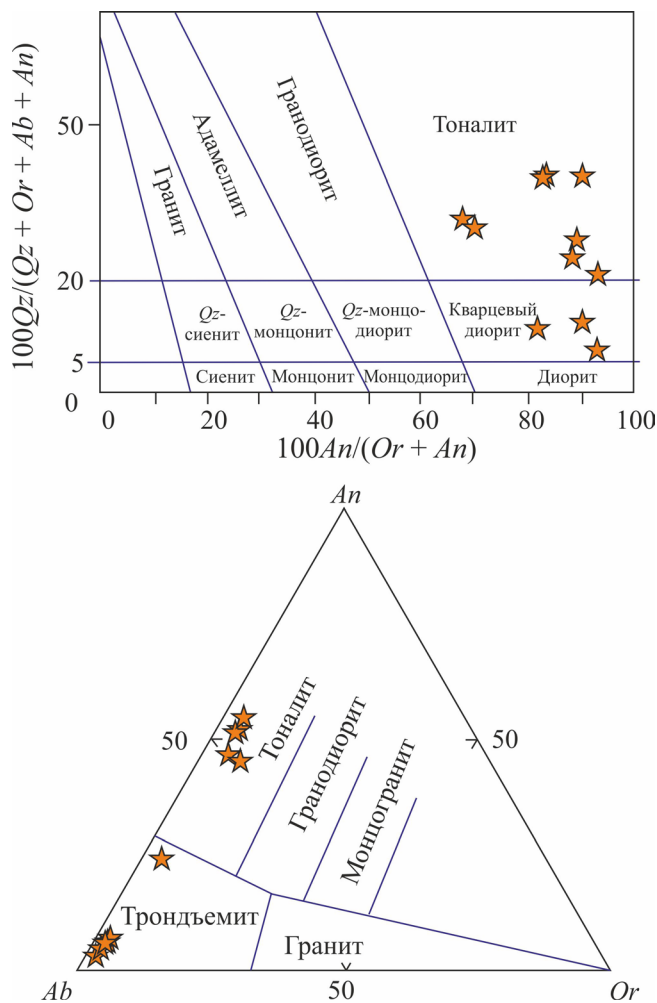 100Qz/(Qz + Or + Ab + An)
50
20
5
0
Гранит
Адамеллит
Гранодиорит
Тоналит
Qz-
сиенит
Qz-
монцонит
Qz-монцо-
диорит
Кварцевый
диорит
Сиенит
Монцонит
Монцодиорит
Диорит
0
20
40
60
80
100
100An/(Or + An)
An
50
50
Тоналит
Гранодиорит
Монцогранит
Трондъемит
Гранит
Ab
50
Or